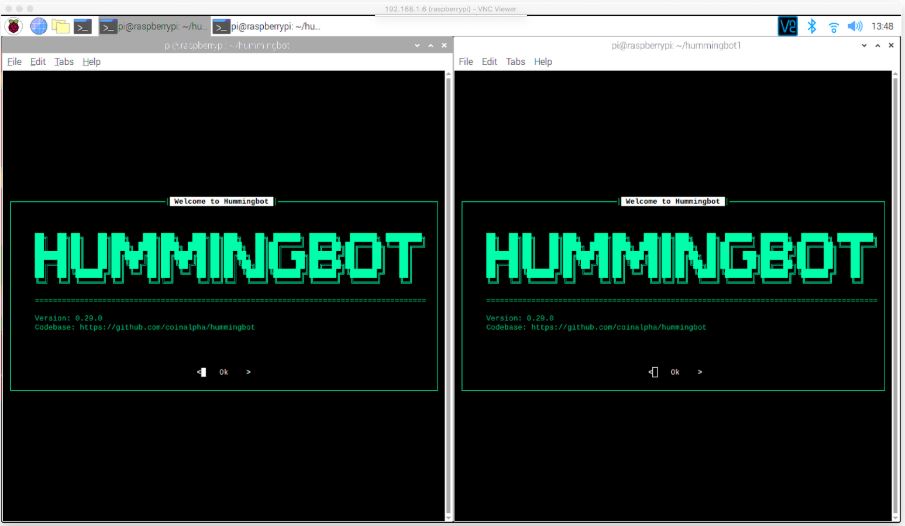 192.168.1.6 (raspberrypi) - VNC Viewer
pi@raspberrypi: ~/hu... pi@raspberrypi: ~/hu... 13:48
pi@raspberrypi: ~/hummingbot
File Edit Tabs Help
Welcome to Hummingbot
HUMMINGBOT
================================================================================
Version: 0.29.0
Codebase: https://github.com/coinalpha/hummingbot
< Ok >
pi@raspberrypi: ~/hummingbot1
File Edit Tabs Help
Welcome to Hummingbot
HUMMINGBOT
================================================================================
Version: 0.29.0
Codebase: https://github.com/coinalpha/hummingbot
< Ok >